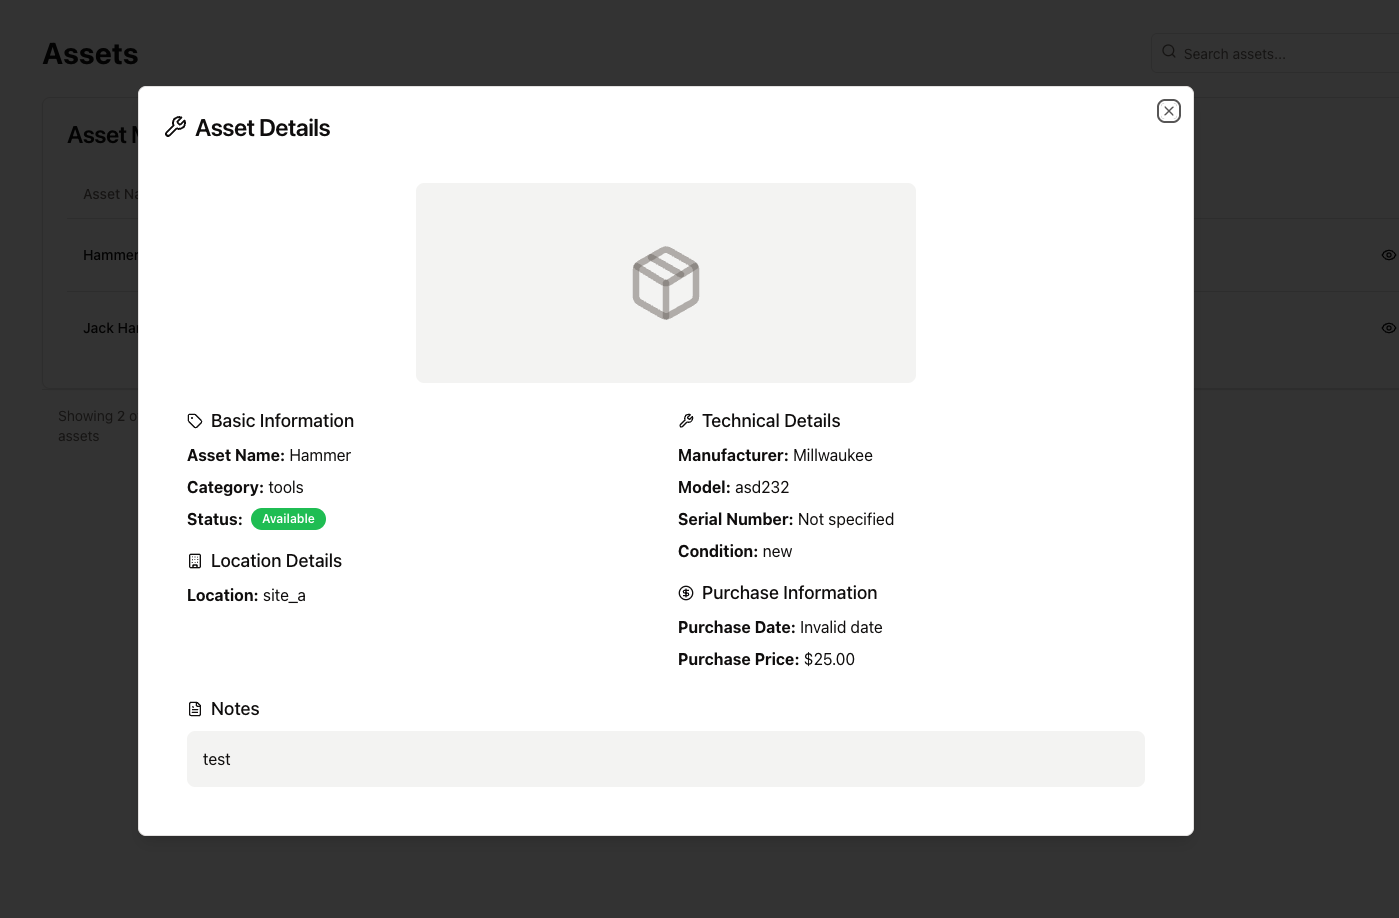 Assets
Search assets...
Asset
Asset Details
Asset
Hammer
Jack
Showing 2
assets
Basic Information
Asset Name: Hammer
Category: tools
Status: Available
Location Details
Location: site_a
Technical Details
Manufacturer: Millwaukee
Model: asd232
Serial Number: Not specified
Condition: new
Purchase Information
Purchase Date: Invalid date
Purchase Price: $25.00
Notes
test